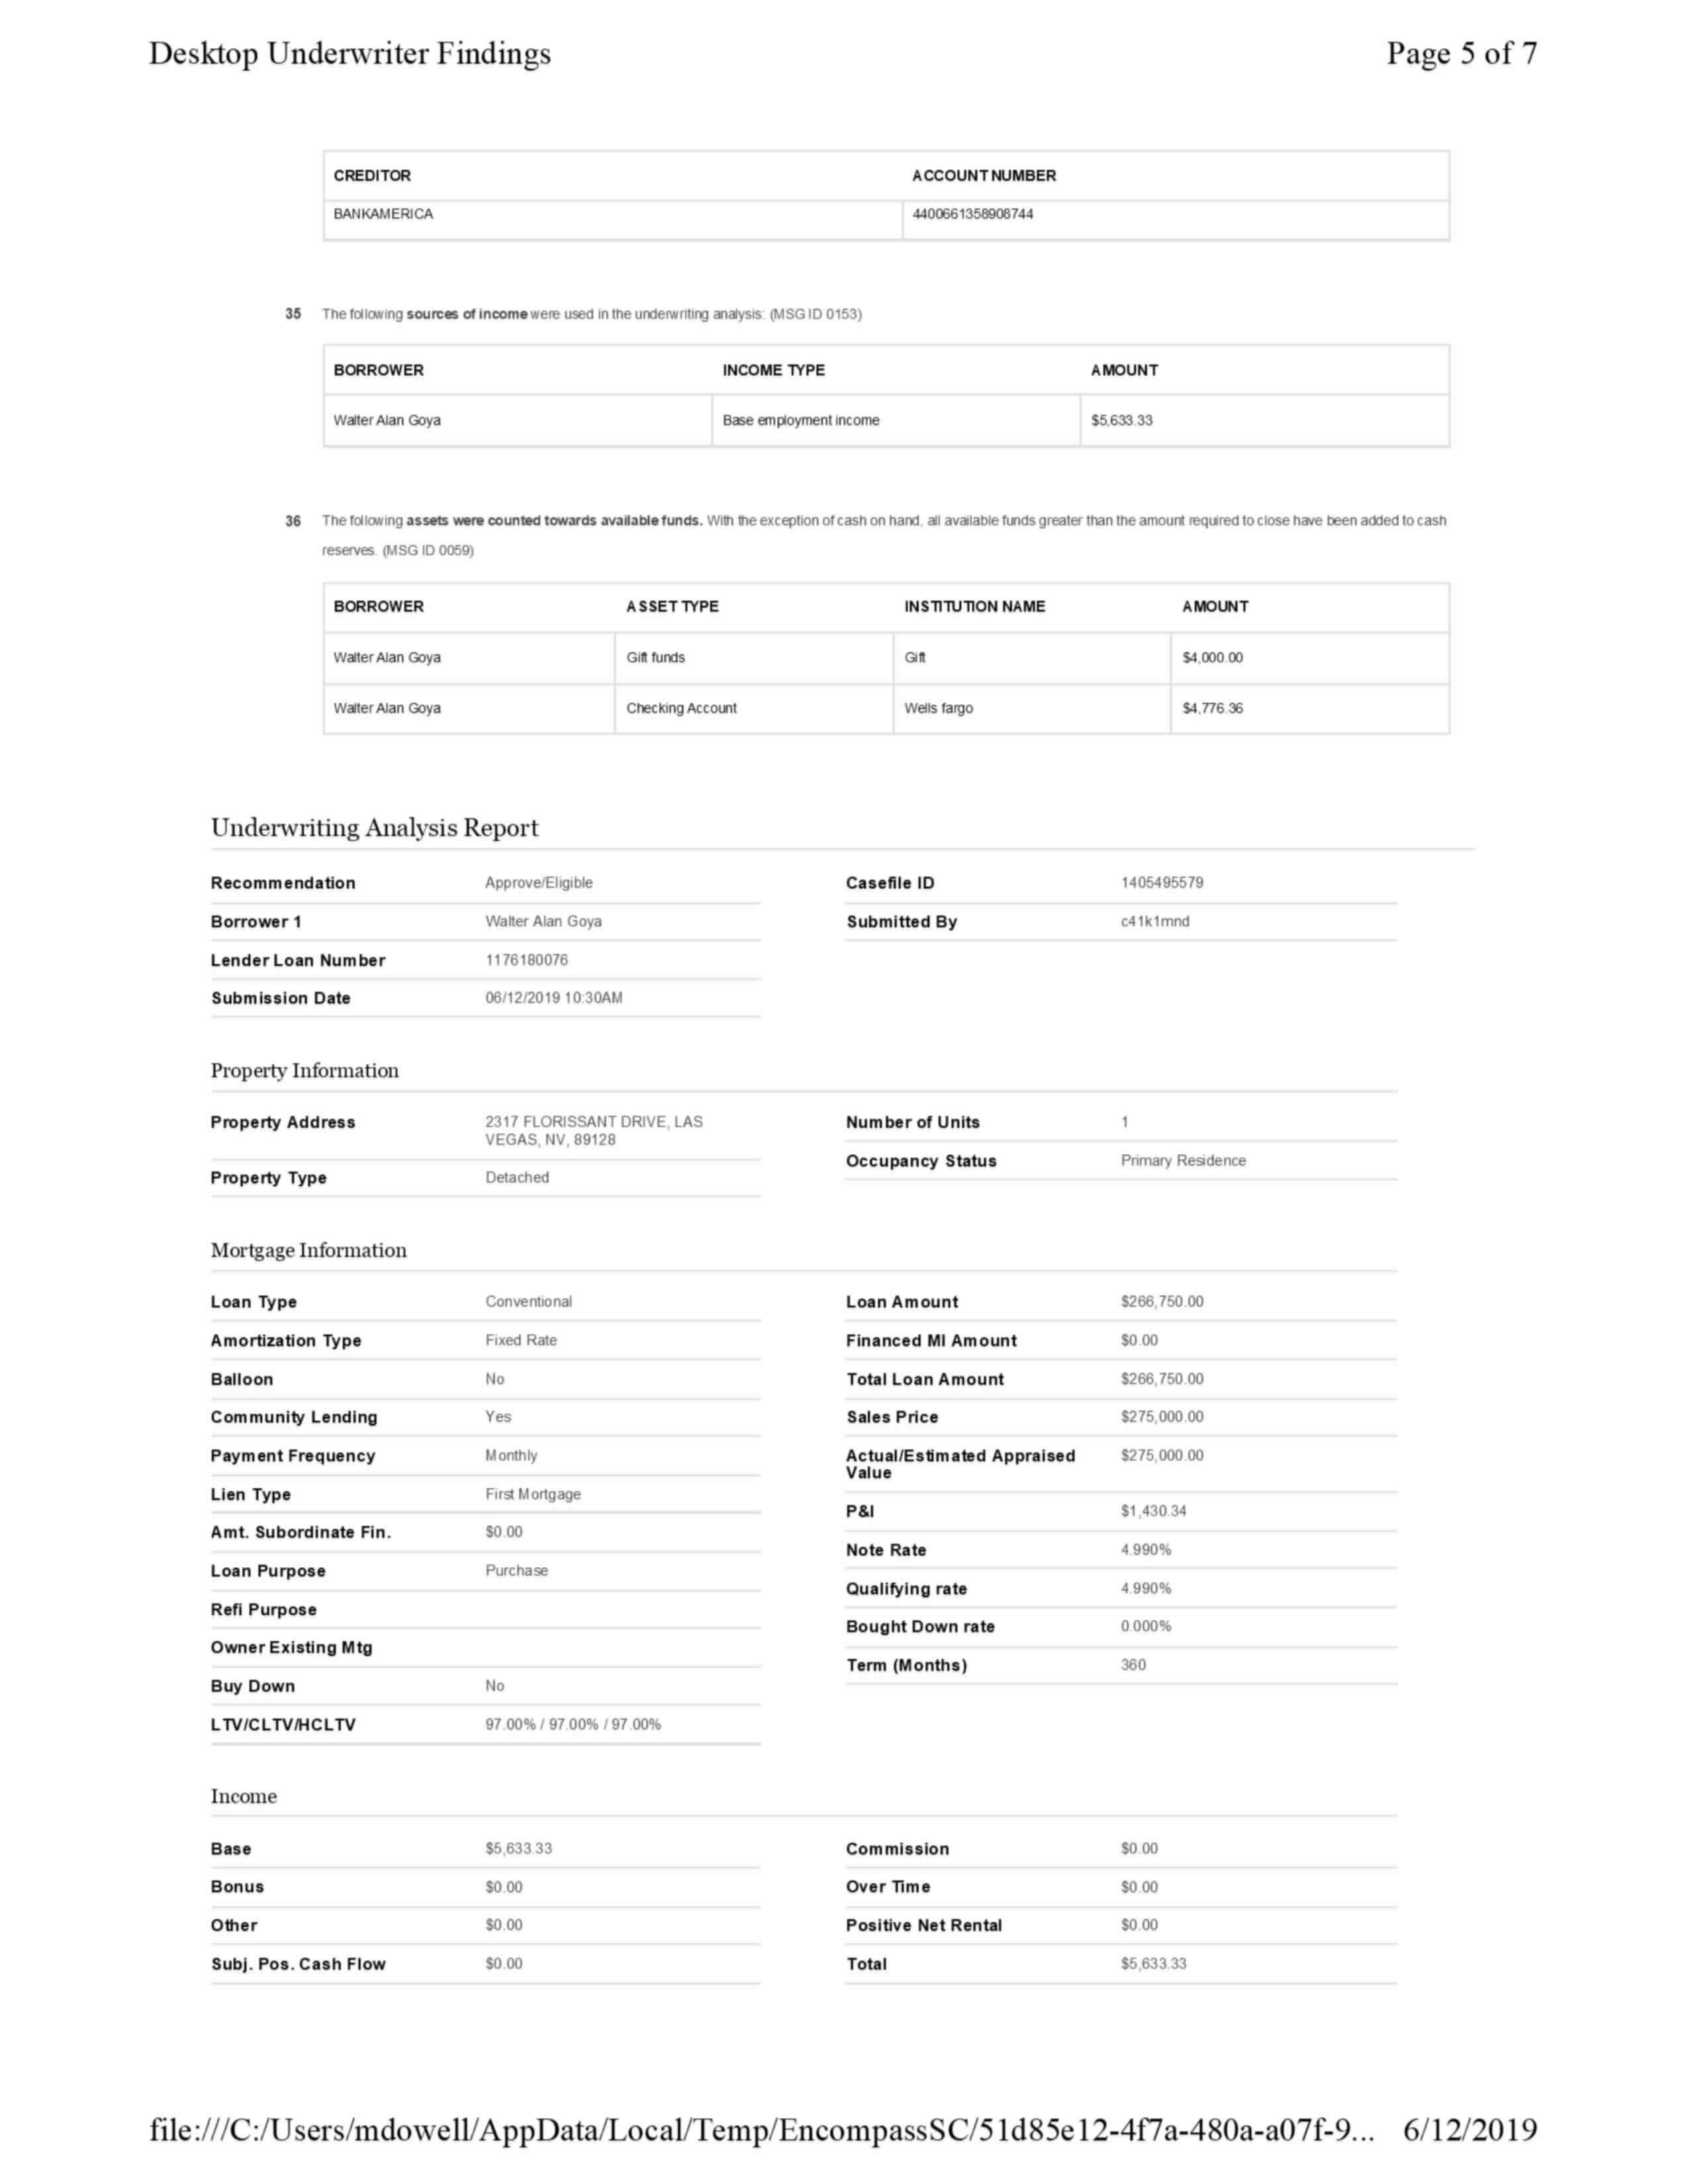 Desktop Underwriter Findings Page 5 of 7
CREDITOR ACCOUNT NUMBER
BANKAMERICA 4400661358908744
35 The following sources of income were used in the underwriting analysis: (MSG ID 0153)
BORROWER INCOME TYPE AMOUNT
Walter Alan Goya Base employment income $5,633.33
36 The following assets were counted towards available funds. With the exception of cash on hand, all available funds greater than the amount required to close have been added to cash
reserves. (MSG ID 0059)
BORROWER ASSET TYPE INSTITUTION NAME AMOUNT
Walter Alan Goya Gift funds Gift $4,000.00
Walter Alan Goya Checking Account Wells fargo $4,776.36
Underwriting Analysis Report
Recommendation Approve/Eligible Casefile ID 1405495579
Borrower 1 Walter Alan Goya Submitted By c41k1mnd
Lender Loan Number 1176180076
Submission Date 06/12/2019 10:30AM
Property Information
Property Address 2317 FLORISSANT DRIVE, LAS Number of Units 1
VEGAS, NV, 89128
Occupancy Status Primary Residence
Property Type Detached
Mortgage Information
Loan Type Conventional Loan Amount $266,750.00
Amortization Type Fixed Rate Financed MI Amount $0.00
Balloon No Total Loan Amount $266,750.00
Community Lending Yes Sales Price $275,000.00
Payment Frequency Monthly Actual/Estimated Appraised $275,000.00
Value
Lien Type First Mortgage
P&I $1,430.34
Amt. Subordinate Fin. $0.00
Note Rate 4.990%
Loan Purpose Purchase
Qualifying rate 4.990%
Refi Purpose
Bought Down rate 0.000%
Owner Existing Mtg
Term (Months) 360
Buy Down No
LTV/CLTV/HCLTV 97.00% / 97.00% / 97.00%
Income
Base $5,633.33 Commission $0.00
Bonus $0.00 Over Time $0.00
Other $0.00 Positive Net Rental $0.00
Subj. Pos. Cash Flow $0.00 Total $5,633.33
file:///C:/Users/mdowell/AppData/Local/Temp/EncompassSC/51d85e12-4f7a-480a-a07f-9... 6/12/2019